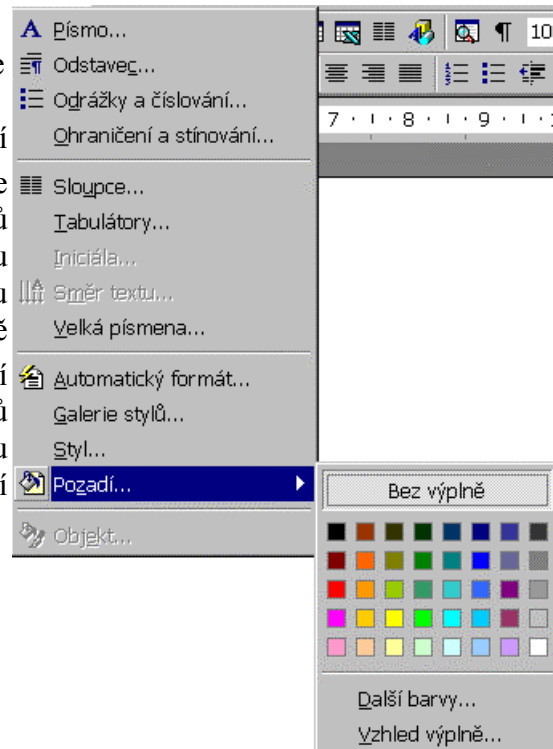 10
7 · 8 · 9
Písmo...
Odstavec...
Odrážky a číslování...
Ohraničení a stínování...
Sloupce...
Tabulátory...
Iniciála...
Směr textu...
Velká písmena...
Automatický formát...
Galerie stylů...
Styl...
Pozadí...
Objekt...
Bez výplně
Další barvy...
Vzhled výplně...